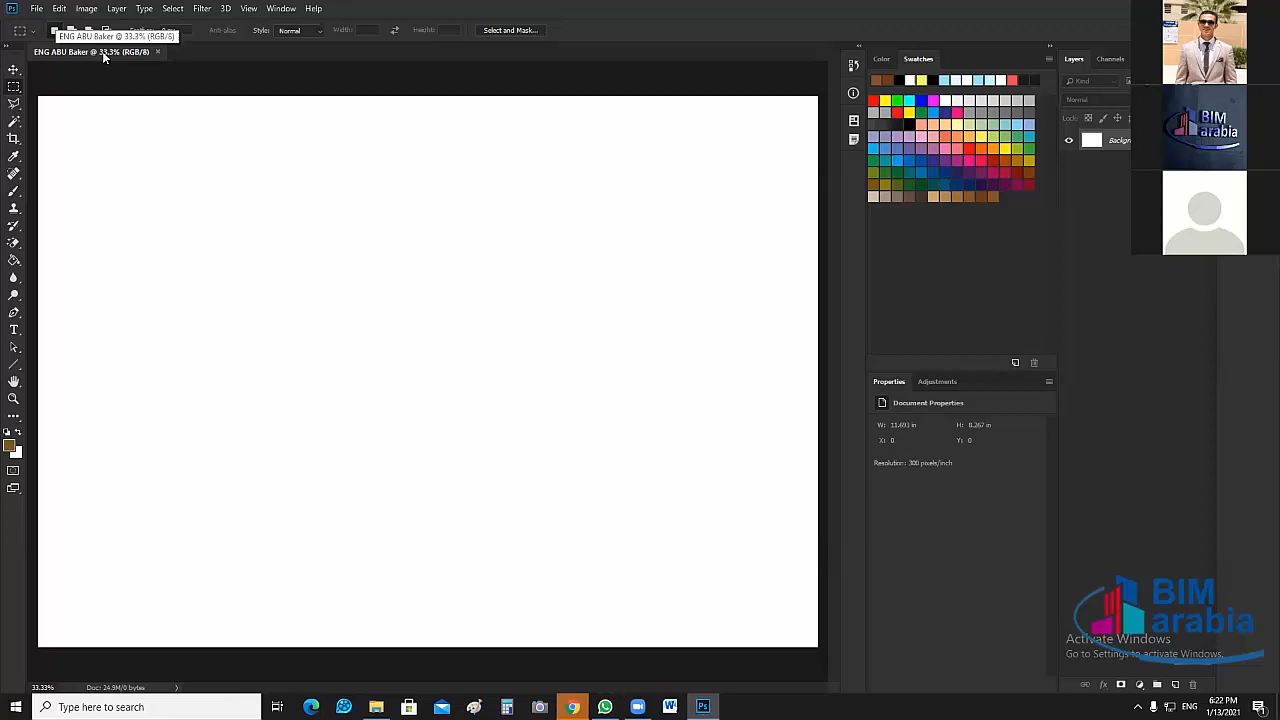 Ps File Edit Image Layer Type Select Filter 3D View Window Help
Anti-alias Style: Normal Width: Height: Select and Mask...
ENG ABU Baker @ 33.3% (RGB/8)
ENG ABU Baker @ 33.3% (RGB/8) ×
Color Swatches
Layers Channels
Kind
Normal
Lock:
Properties Adjustments
Document Properties
W: 11.693 in H: 8.267 in
X: 0 Y: 0
Resolution: 300 pixels/inch
BIM
arabia
BIM
arabia
Activate Windows
Go to Settings to activate Windows.
33.33% Doc: 24.9M/0 bytes
fx
Type here to search
W
Ps
ENG
6:22 PM
1/13/2021